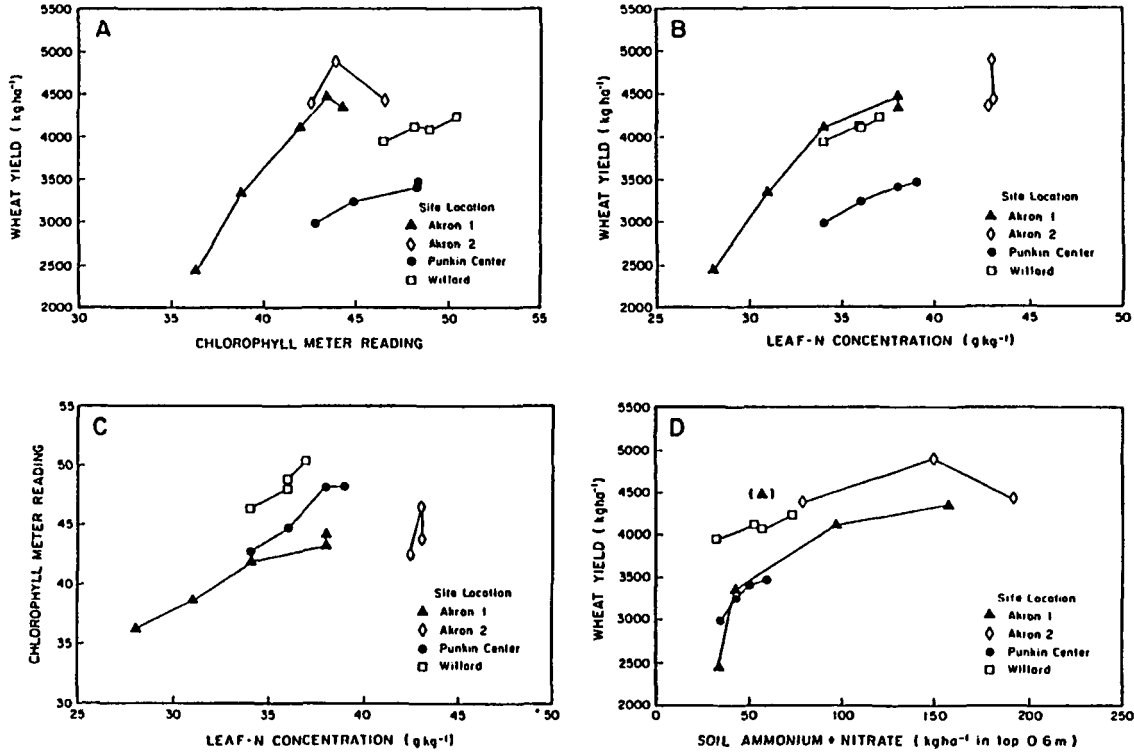 A
WHEAT YIELD (kg ha⁻¹)
5500
5000
4500
4000
3500
3000
2500
2000
30
35
40
45
50
55
CHLOROPHYLL METER READING
Site Location
Akron 1
Akron 2
Punkin Center
Willard
B
WHEAT YIELD (kg ha⁻¹)
5500
5000
4500
4000
3500
3000
2500
2000
25
30
35
40
45
50
LEAF-N CONCENTRATION (g kg⁻¹)
Site Location
Akron 1
Akron 2
Punkin Center
Willard
C
CHLOROPHYLL METER READING
55
50
45
40
35
30
25
30
35
40
45
50
LEAF-N CONCENTRATION (g kg⁻¹)
Site Location
Akron 1
Akron 2
Punkin Center
Willard
D
WHEAT YIELD (kg ha⁻¹)
5500
5000
4500
4000
3500
3000
2500
2000
0
50
100
150
200
250
SOIL AMMONIUM + NITRATE (kg ha⁻¹ in top 0 6 m)
Site Location
Akron 1
Akron 2
Punkin Center
Willard